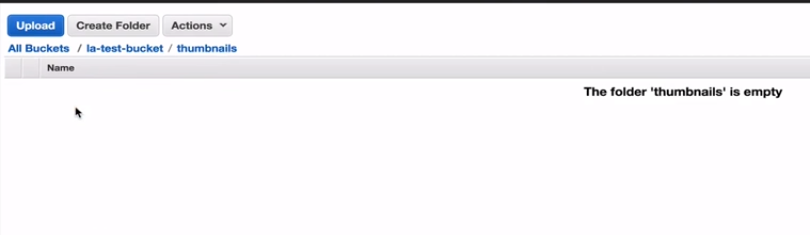 Upload Create Folder Actions
All Buckets / la-test-bucket / thumbnails
Name
The folder 'thumbnails' is empty